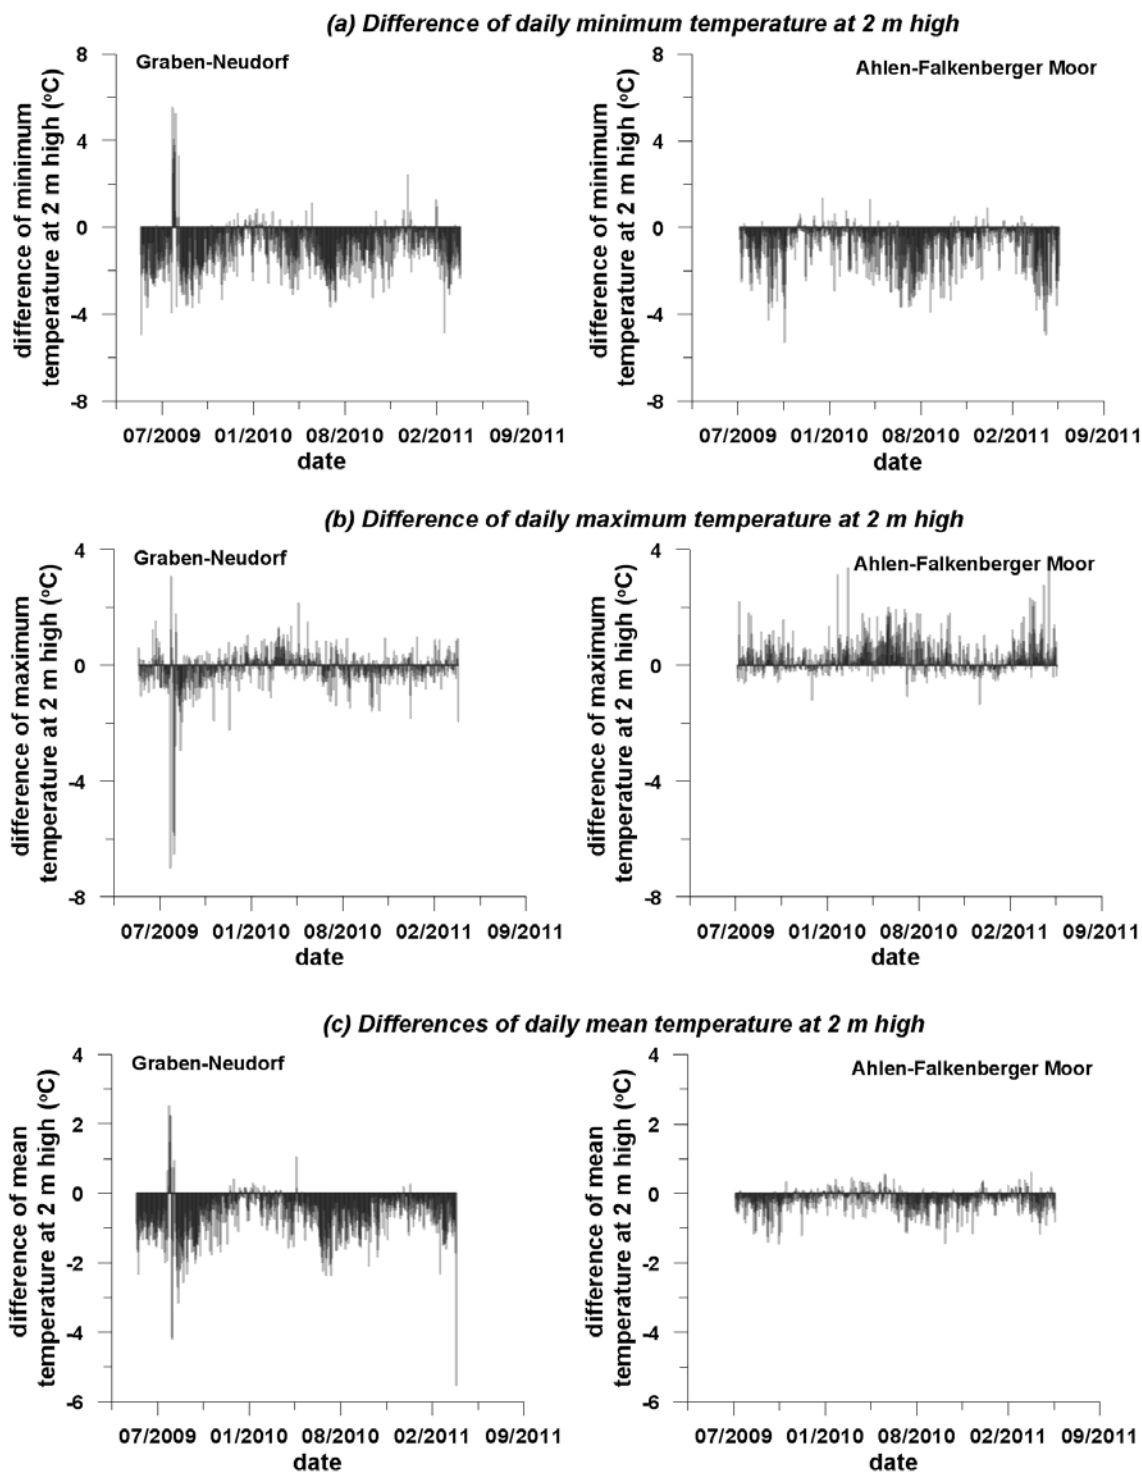 (a) Difference of daily minimum temperature at 2 m high
difference of minimum
temperature at 2 m high (ºC)
Graben-Neudorf
8
4
0
-4
-8
07/2009 01/2010 08/2010 02/2011 09/2011
date
difference of minimum
temperature at 2 m high (ºC)
Ahlen-Falkenberger Moor
8
4
0
-4
-8
07/2009 01/2010 08/2010 02/2011 09/2011
date
(b) Difference of daily maximum temperature at 2 m high
difference of maximum
temperature at 2 m high (ºC)
Graben-Neudorf
4
0
-4
-8
07/2009 01/2010 08/2010 02/2011 09/2011
date
difference of maximum
temperature at 2 m high (ºC)
Ahlen-Falkenberger Moor
4
0
-4
-8
07/2009 01/2010 08/2010 02/2011 09/2011
date
(c) Differences of daily mean temperature at 2 m high
difference of mean
temperature at 2 m high (ºC)
Graben-Neudorf
4
2
0
-2
-4
-6
07/2009 01/2010 08/2010 02/2011 09/2011
date
difference of mean
temperature at 2 m high (ºC)
Ahlen-Falkenberger Moor
4
2
0
-2
-4
-6
07/2009 01/2010 08/2010 02/2011 09/2011
date